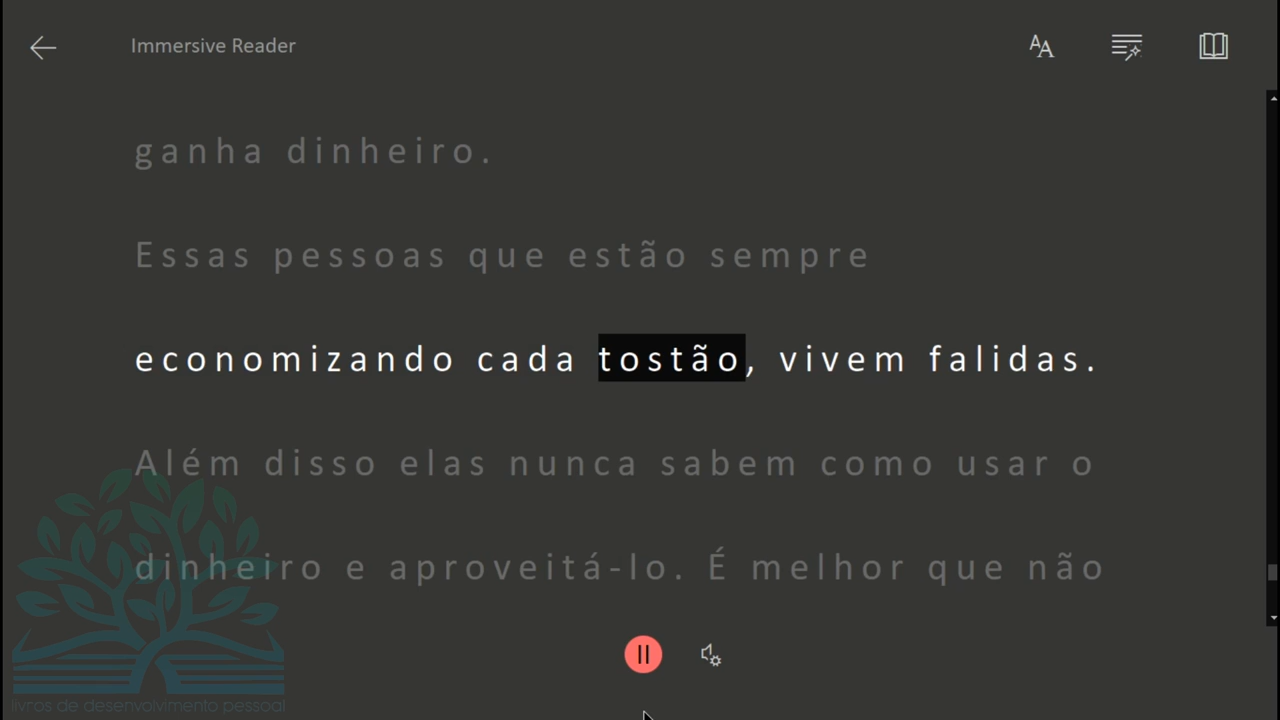 Immersive Reader
ganha dinheiro.
Essas pessoas que estão sempre
economizando cada tostão, vivem falidas.
Além disso elas nunca sabem como usar o
dinheiro e aproveitá-lo. É melhor que não
livros de desenvolvimento pessoal